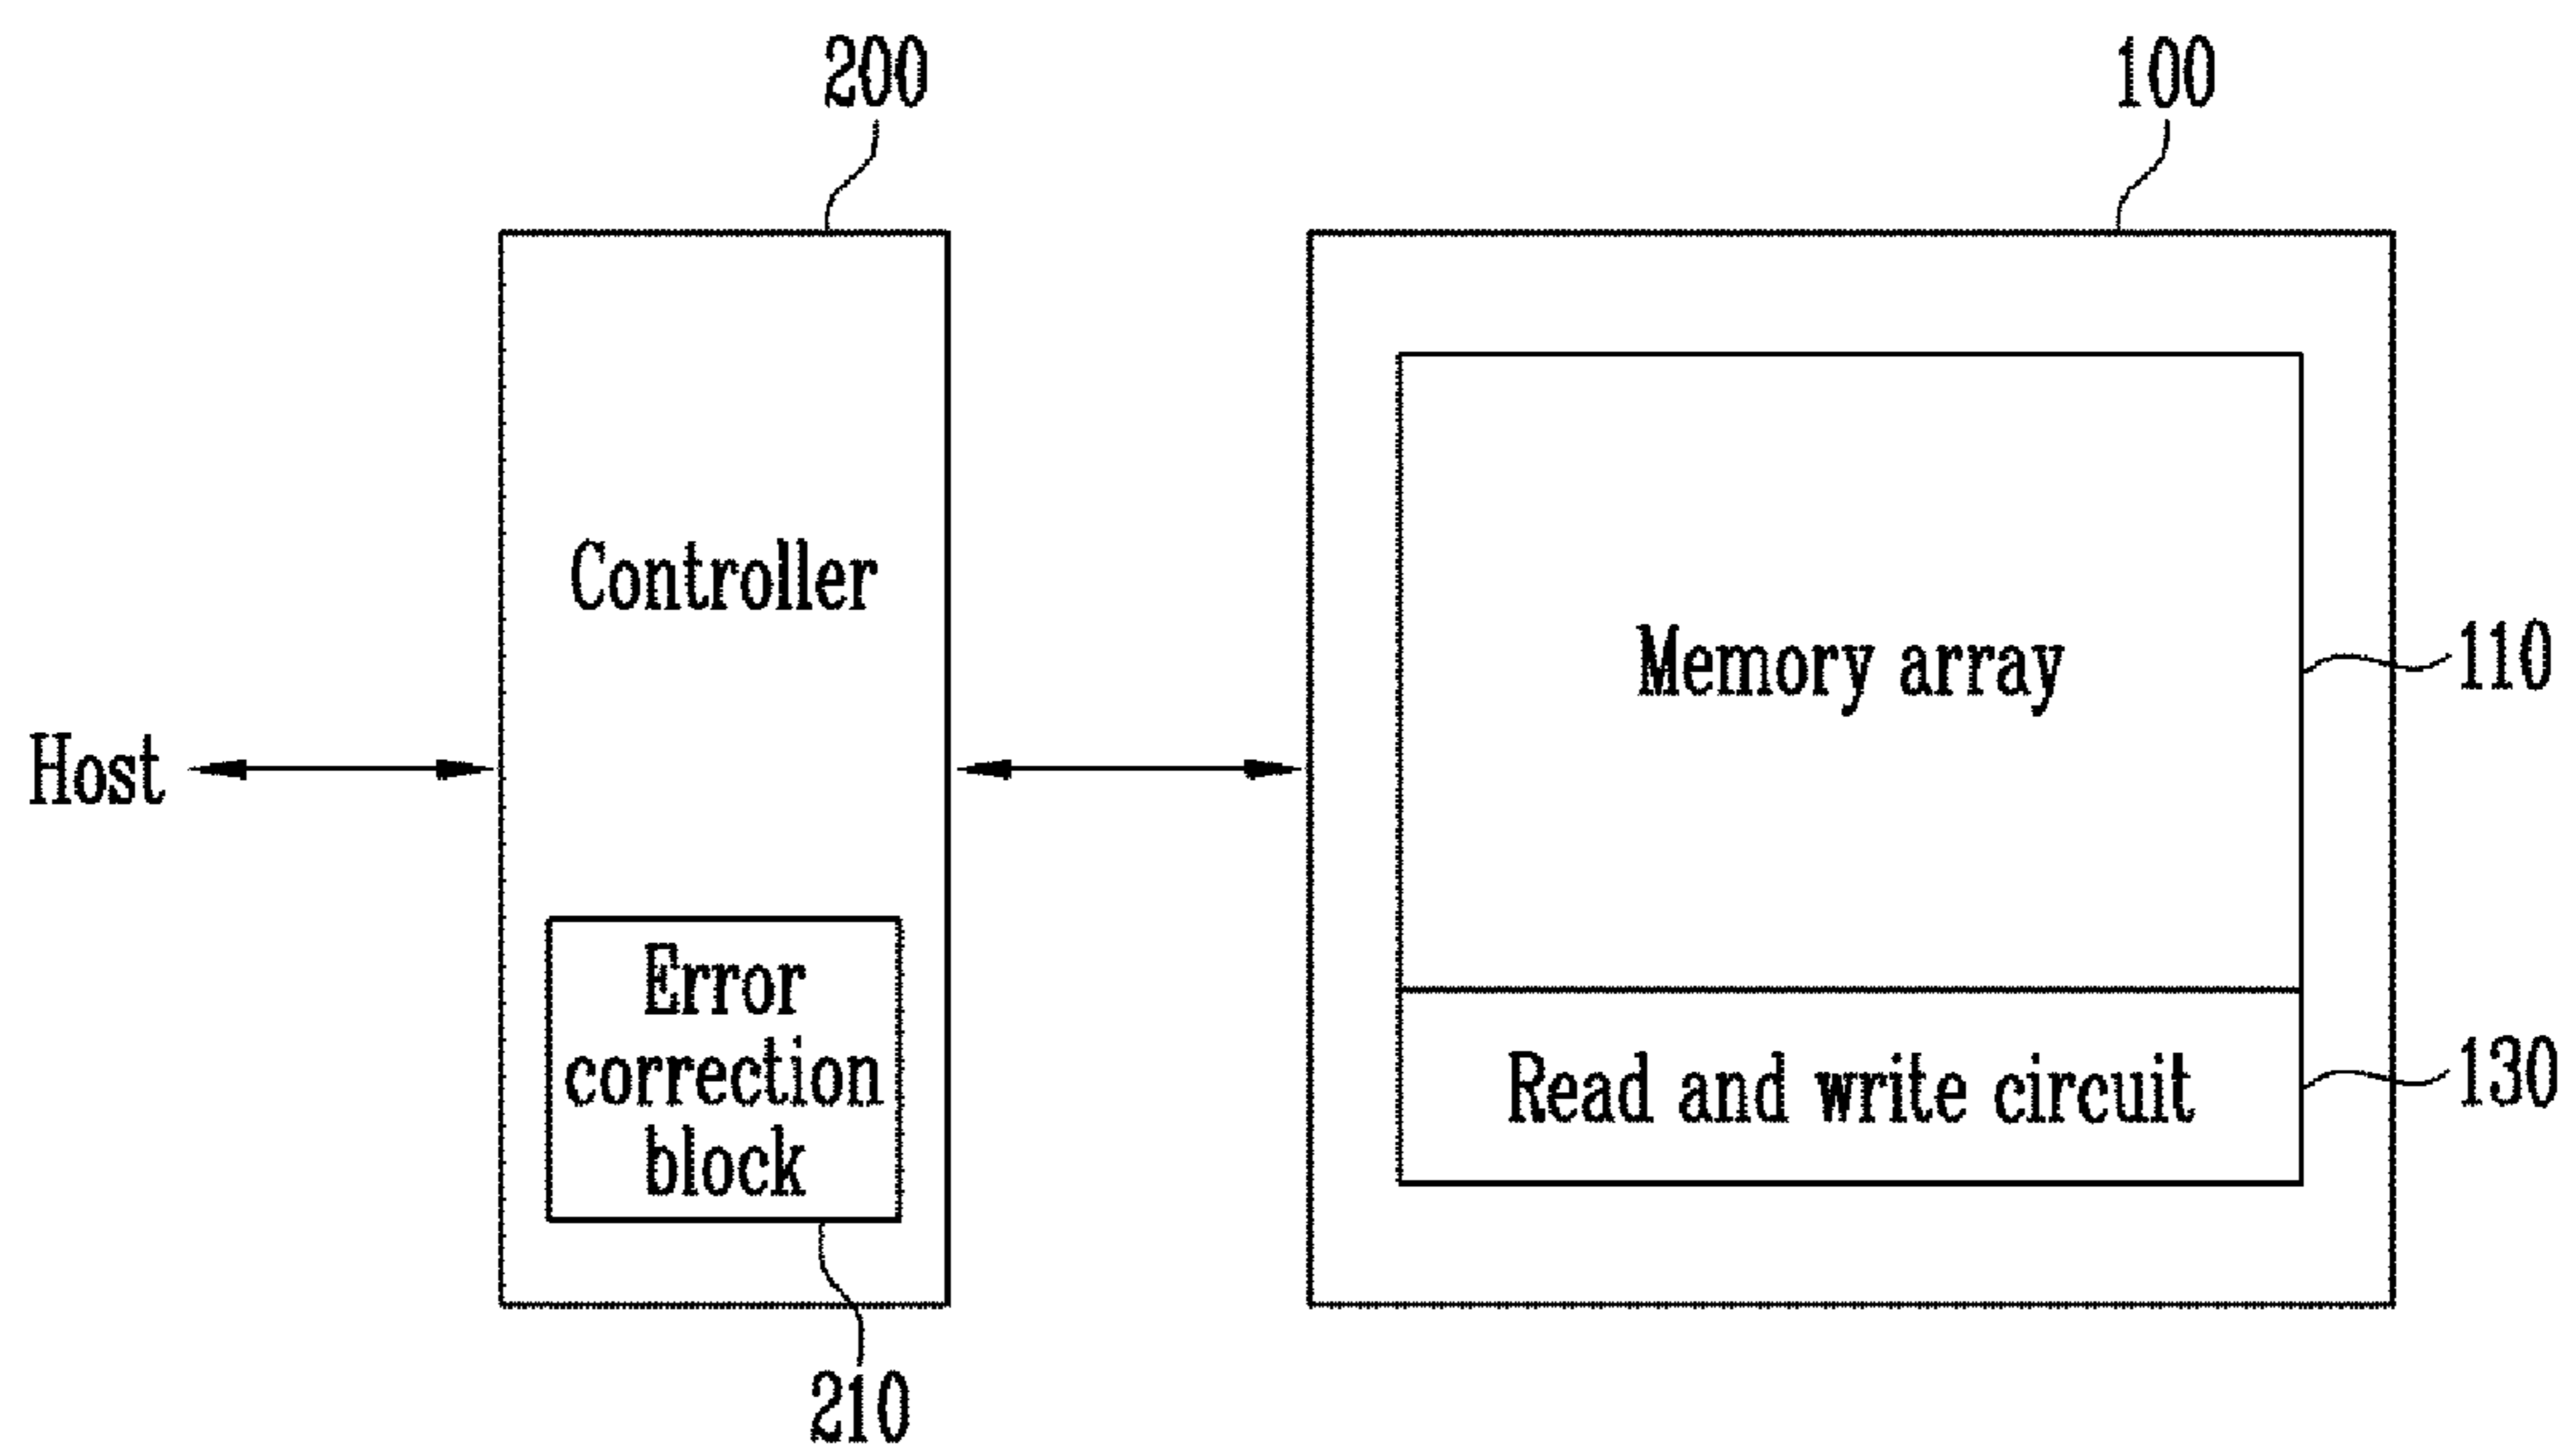 200
100
Controller
Memory array
110
Host
Error
correction
block
Read and write circuit
130
210